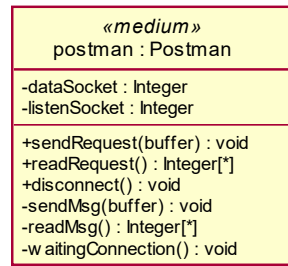 «medium»
postman : Postman
-dataSocket : Integer
-listenSocket : Integer
+sendRequest(buffer) : void
+readRequest() : Integer[*]
+disconnect() : void
-sendMsg(buffer) : void
-readMsg() : Integer[*]
-waitingConnection() : void